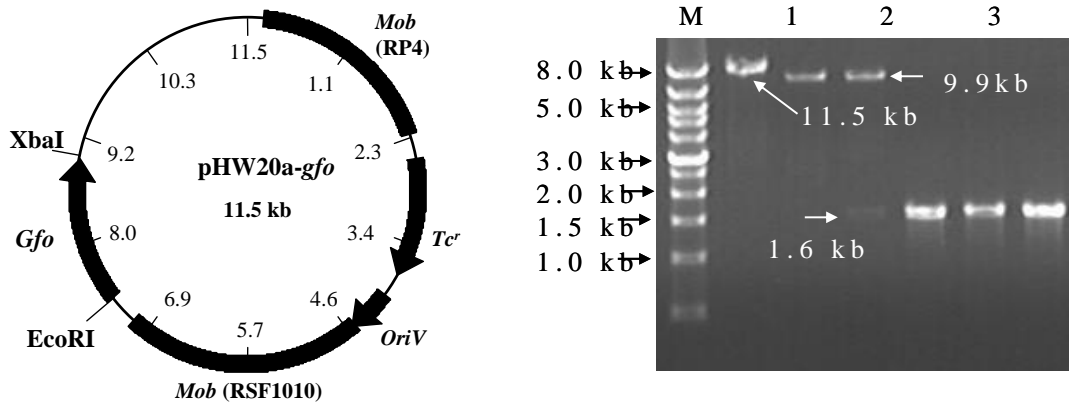 Mob
(RP4)
11.5
1.1
10.3
XbaI
9.2
2.3
pHW20a-gfo
11.5 kb
Gfo
8.0
3.4
Tcʳ
6.9
4.6
EcoRI
5.7
OriV
Mob (RSF1010)
M 1 2 3
8.0 kb
9.9kb
5.0 kb
11.5 kb
3.0 kb
2.0 kb
1.5 kb
1.6 kb
1.0 kb